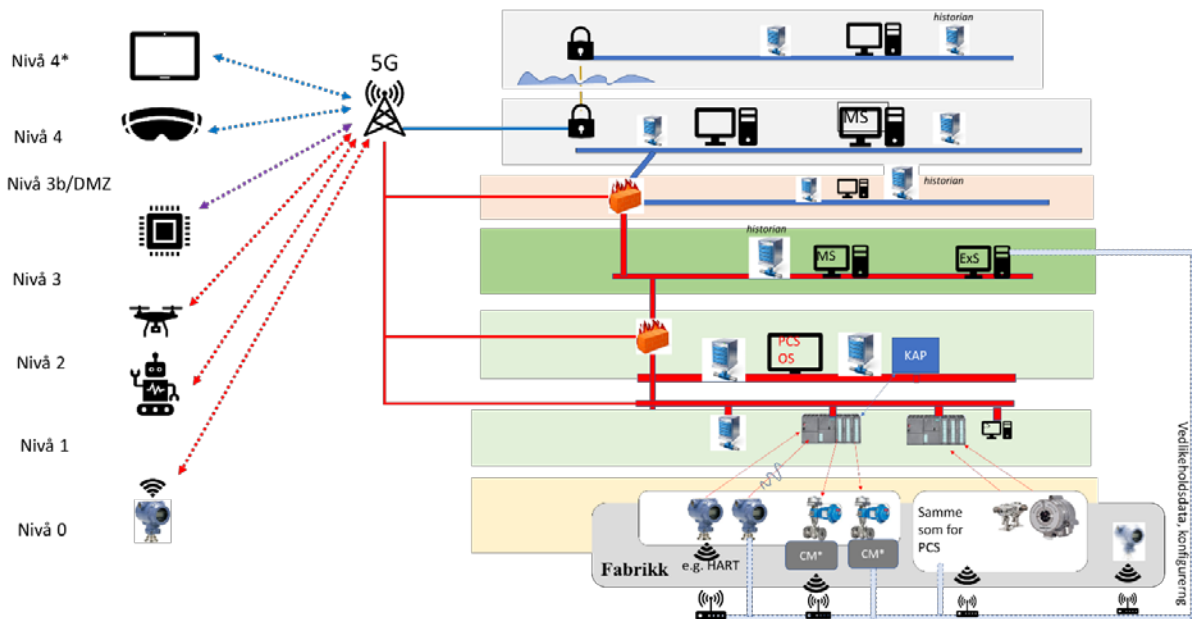 Nivå 4*
5G
historian
Nivå 4
MS
Nivå 3b/DMZ
historian
historian
MS
ExS
Nivå 3
PCS
OS
KAP
Nivå 2
Nivå 1
Vedlikeholdsdata, konfigurerng
Nivå 0
Samme
som for
PCS
e.g. HART
CM*
CM*
Fabrikk